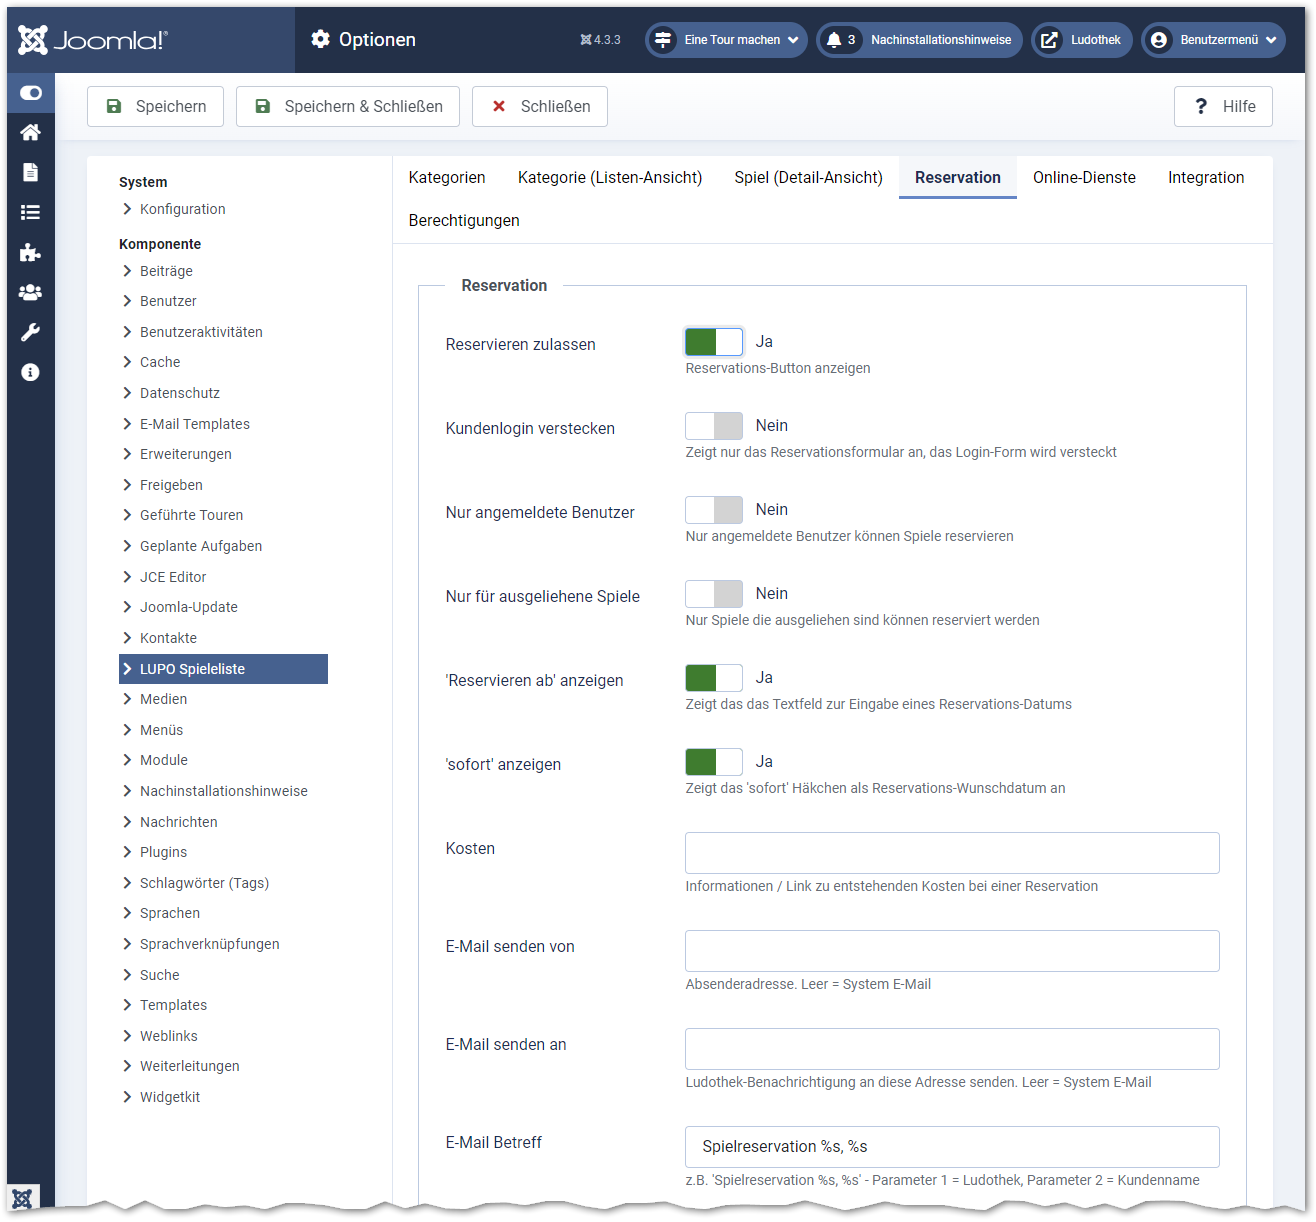 Joomla!®
Optionen
4.3.3
Eine Tour machen
3
Nachinstallationshinweise
Ludothek
Benutzermenü
Speichern
Speichern & Schließen
Schließen
? Hilfe
System
Konfiguration
Komponente
Beiträge
Benutzer
Benutzeraktivitäten
Cache
Datenschutz
E-Mail Templates
Erweiterungen
Freigeben
Geführte Touren
Geplante Aufgaben
JCE Editor
Joomla-Update
Kontakte
LUPO Spieleliste
Medien
Menüs
Module
Nachinstallationshinweise
Nachrichten
Plugins
Schlagwörter (Tags)
Sprachen
Sprachverknüpfungen
Suche
Templates
Weblinks
Weiterleitungen
Widgetkit
Kategorien
Kategorie (Listen-Ansicht)
Spiel (Detail-Ansicht)
Reservation
Online-Dienste
Integration
Berechtigungen
Reservation
Reservieren zulassen
Ja
Reservations-Button anzeigen
Kundenlogin verstecken
Nein
Zeigt nur das Reservationsformular an, das Login-Form wird versteckt
Nur angemeldete Benutzer
Nein
Nur angemeldete Benutzer können Spiele reservieren
Nur für ausgeliehene Spiele
Nein
Nur Spiele die ausgeliehen sind können reserviert werden
'Reservieren ab' anzeigen
Ja
Zeigt das das Textfeld zur Eingabe eines Reservations-Datums
'sofort' anzeigen
Ja
Zeigt das 'sofort' Häkchen als Reservations-Wunschdatum an
Kosten
Informationen / Link zu entstehenden Kosten bei einer Reservation
E-Mail senden von
Absenderadresse. Leer = System E-Mail
E-Mail senden an
Ludothek-Benachrichtigung an diese Adresse senden. Leer = System E-Mail
E-Mail Betreff
Spielreservation %s, %s
z.B. 'Spielreservation %s, %s' - Parameter 1 = Ludothek, Parameter 2 = Kundenname